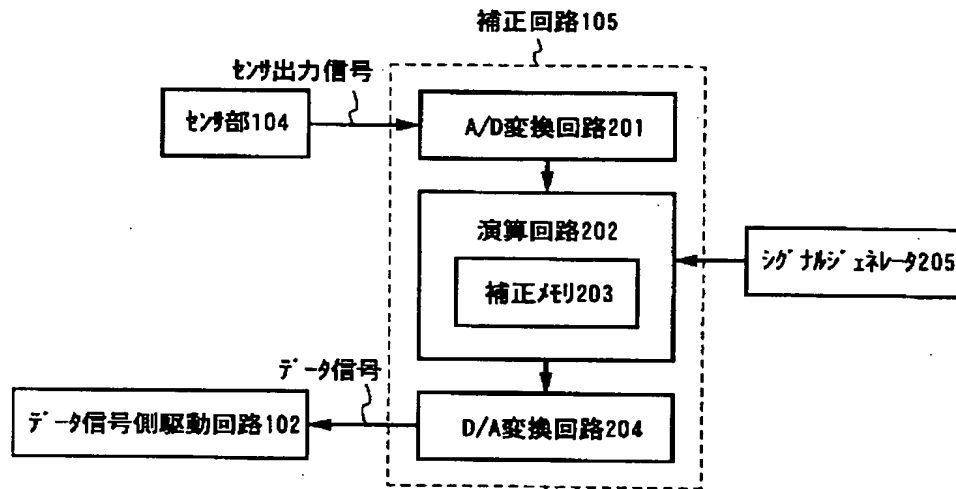 補正回路105
センサ出力信号
センサ部104
A/D変換回路201
演算回路202
補正メモリ203
シグナルジェネレータ205
データ信号
データ信号側駆動回路102
D/A変換回路204